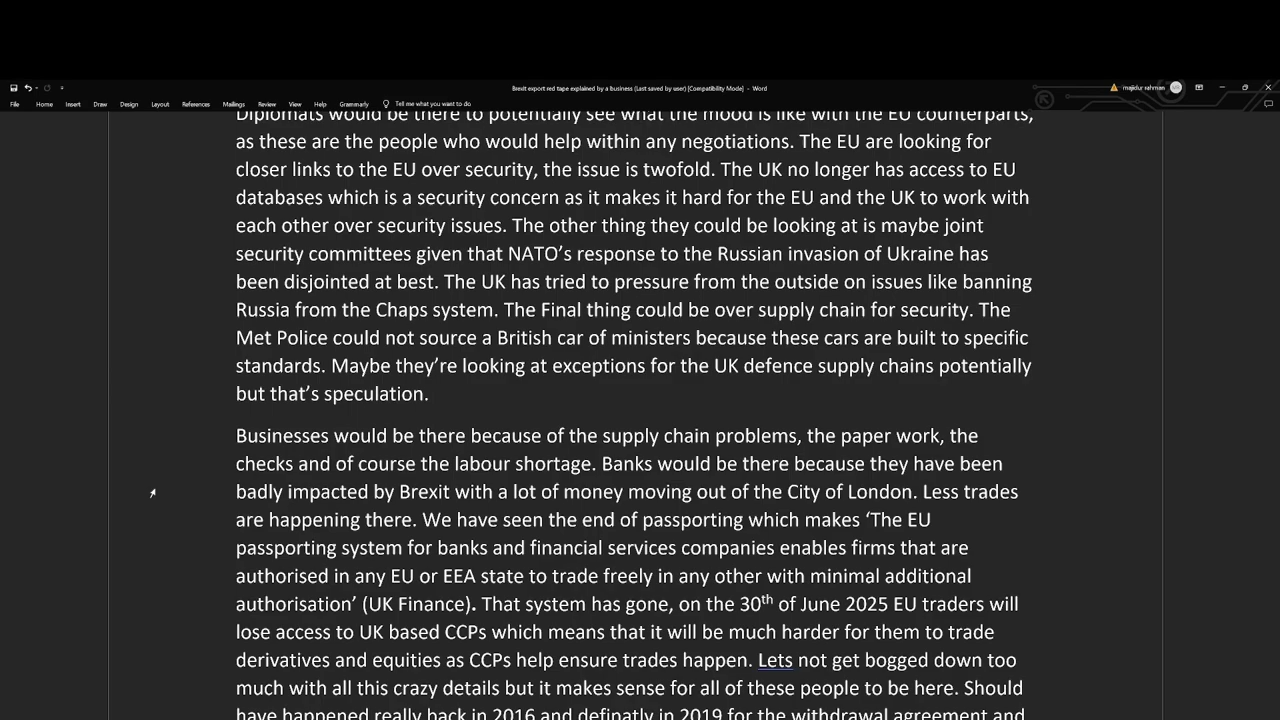 Brexit export red tape explained by a business (Last saved by user) [Compatibility Mode] - Word
majidur rahman
File Home Insert Draw Design Layout References Mailings Review View Help Grammarly Tell me what you want to do
Diplomats would be there to potentially see what the mood is like with the EU counterparts,
as these are the people who would help within any negotiations. The EU are looking for
closer links to the EU over security, the issue is twofold. The UK no longer has access to EU
databases which is a security concern as it makes it hard for the EU and the UK to work with
each other over security issues. The other thing they could be looking at is maybe joint
security committees given that NATO’s response to the Russian invasion of Ukraine has
been disjointed at best. The UK has tried to pressure from the outside on issues like banning
Russia from the Chaps system. The Final thing could be over supply chain for security. The
Met Police could not source a British car of ministers because these cars are built to specific
standards. Maybe they’re looking at exceptions for the UK defence supply chains potentially
but that’s speculation.
Businesses would be there because of the supply chain problems, the paper work, the
checks and of course the labour shortage. Banks would be there because they have been
badly impacted by Brexit with a lot of money moving out of the City of London. Less trades
are happening there. We have seen the end of passporting which makes ‘The EU
passporting system for banks and financial services companies enables firms that are
authorised in any EU or EEA state to trade freely in any other with minimal additional
authorisation’ (UK Finance). That system has gone, on the 30th of June 2025 EU traders will
lose access to UK based CCPs which means that it will be much harder for them to trade
derivatives and equities as CCPs help ensure trades happen. Lets not get bogged down too
much with all this crazy details but it makes sense for all of these people to be here. Should
have happened really back in 2016 and definatly in 2019 for the withdrawal agreement and